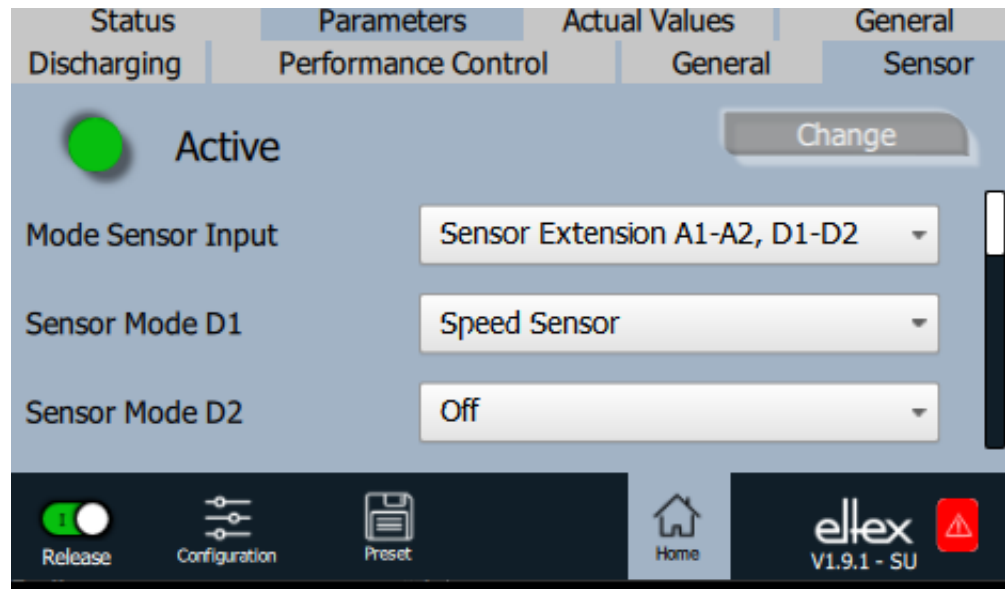 Status Parameters Actual Values General
Discharging Performance Control General Sensor
Active Change
Mode Sensor Input Sensor Extension A1-A2, D1-D2
Sensor Mode D1 Speed Sensor
Sensor Mode D2 Off
I
Release Configuration Preset Home eltex
V1.9.1 - SU